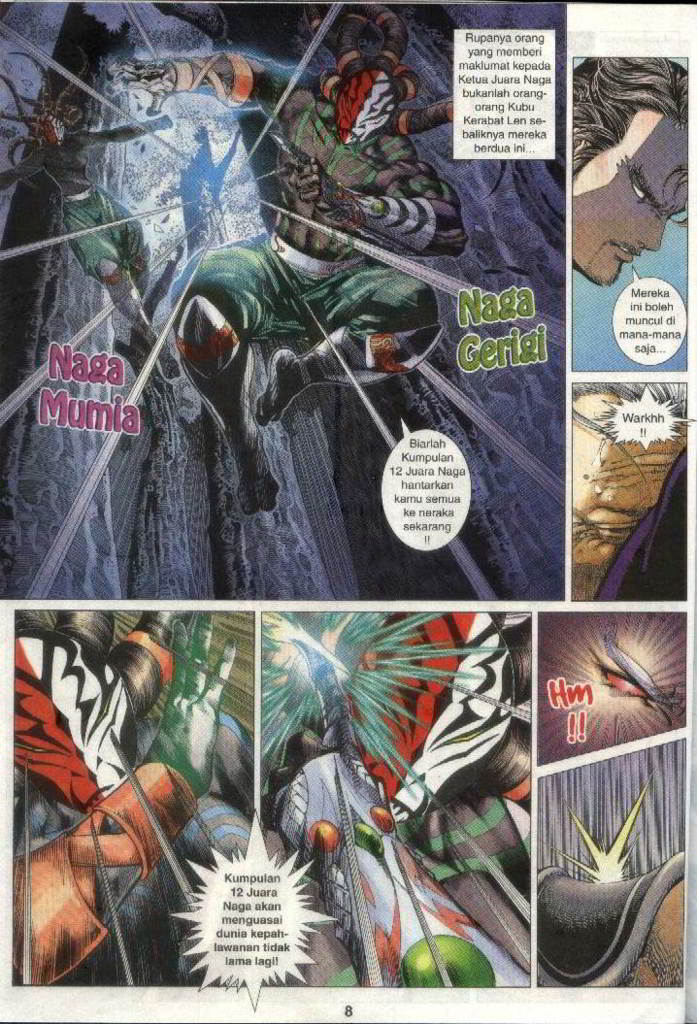 Rupanya orang
yang memberi
maklumat kepada
Ketua Juara Naga
bukanlah orang-
orang Kubu
Kerabat Len se-
baliknya mereka
berdua ini...
Mereka
ini boleh
muncul di
mana-mana
saja...
Naga
Gerigi
Naga
Mumia
Warkhh
!!
Biarlah
Kumpulan
12 Juara Naga
hantarkan
kamu semua
ke neraka
sekarang
!!
Hm
!!
Kumpulan
12 Juara
Naga akan
menguasai
dunia kepah-
lawanan tidak
lama lagi!
8